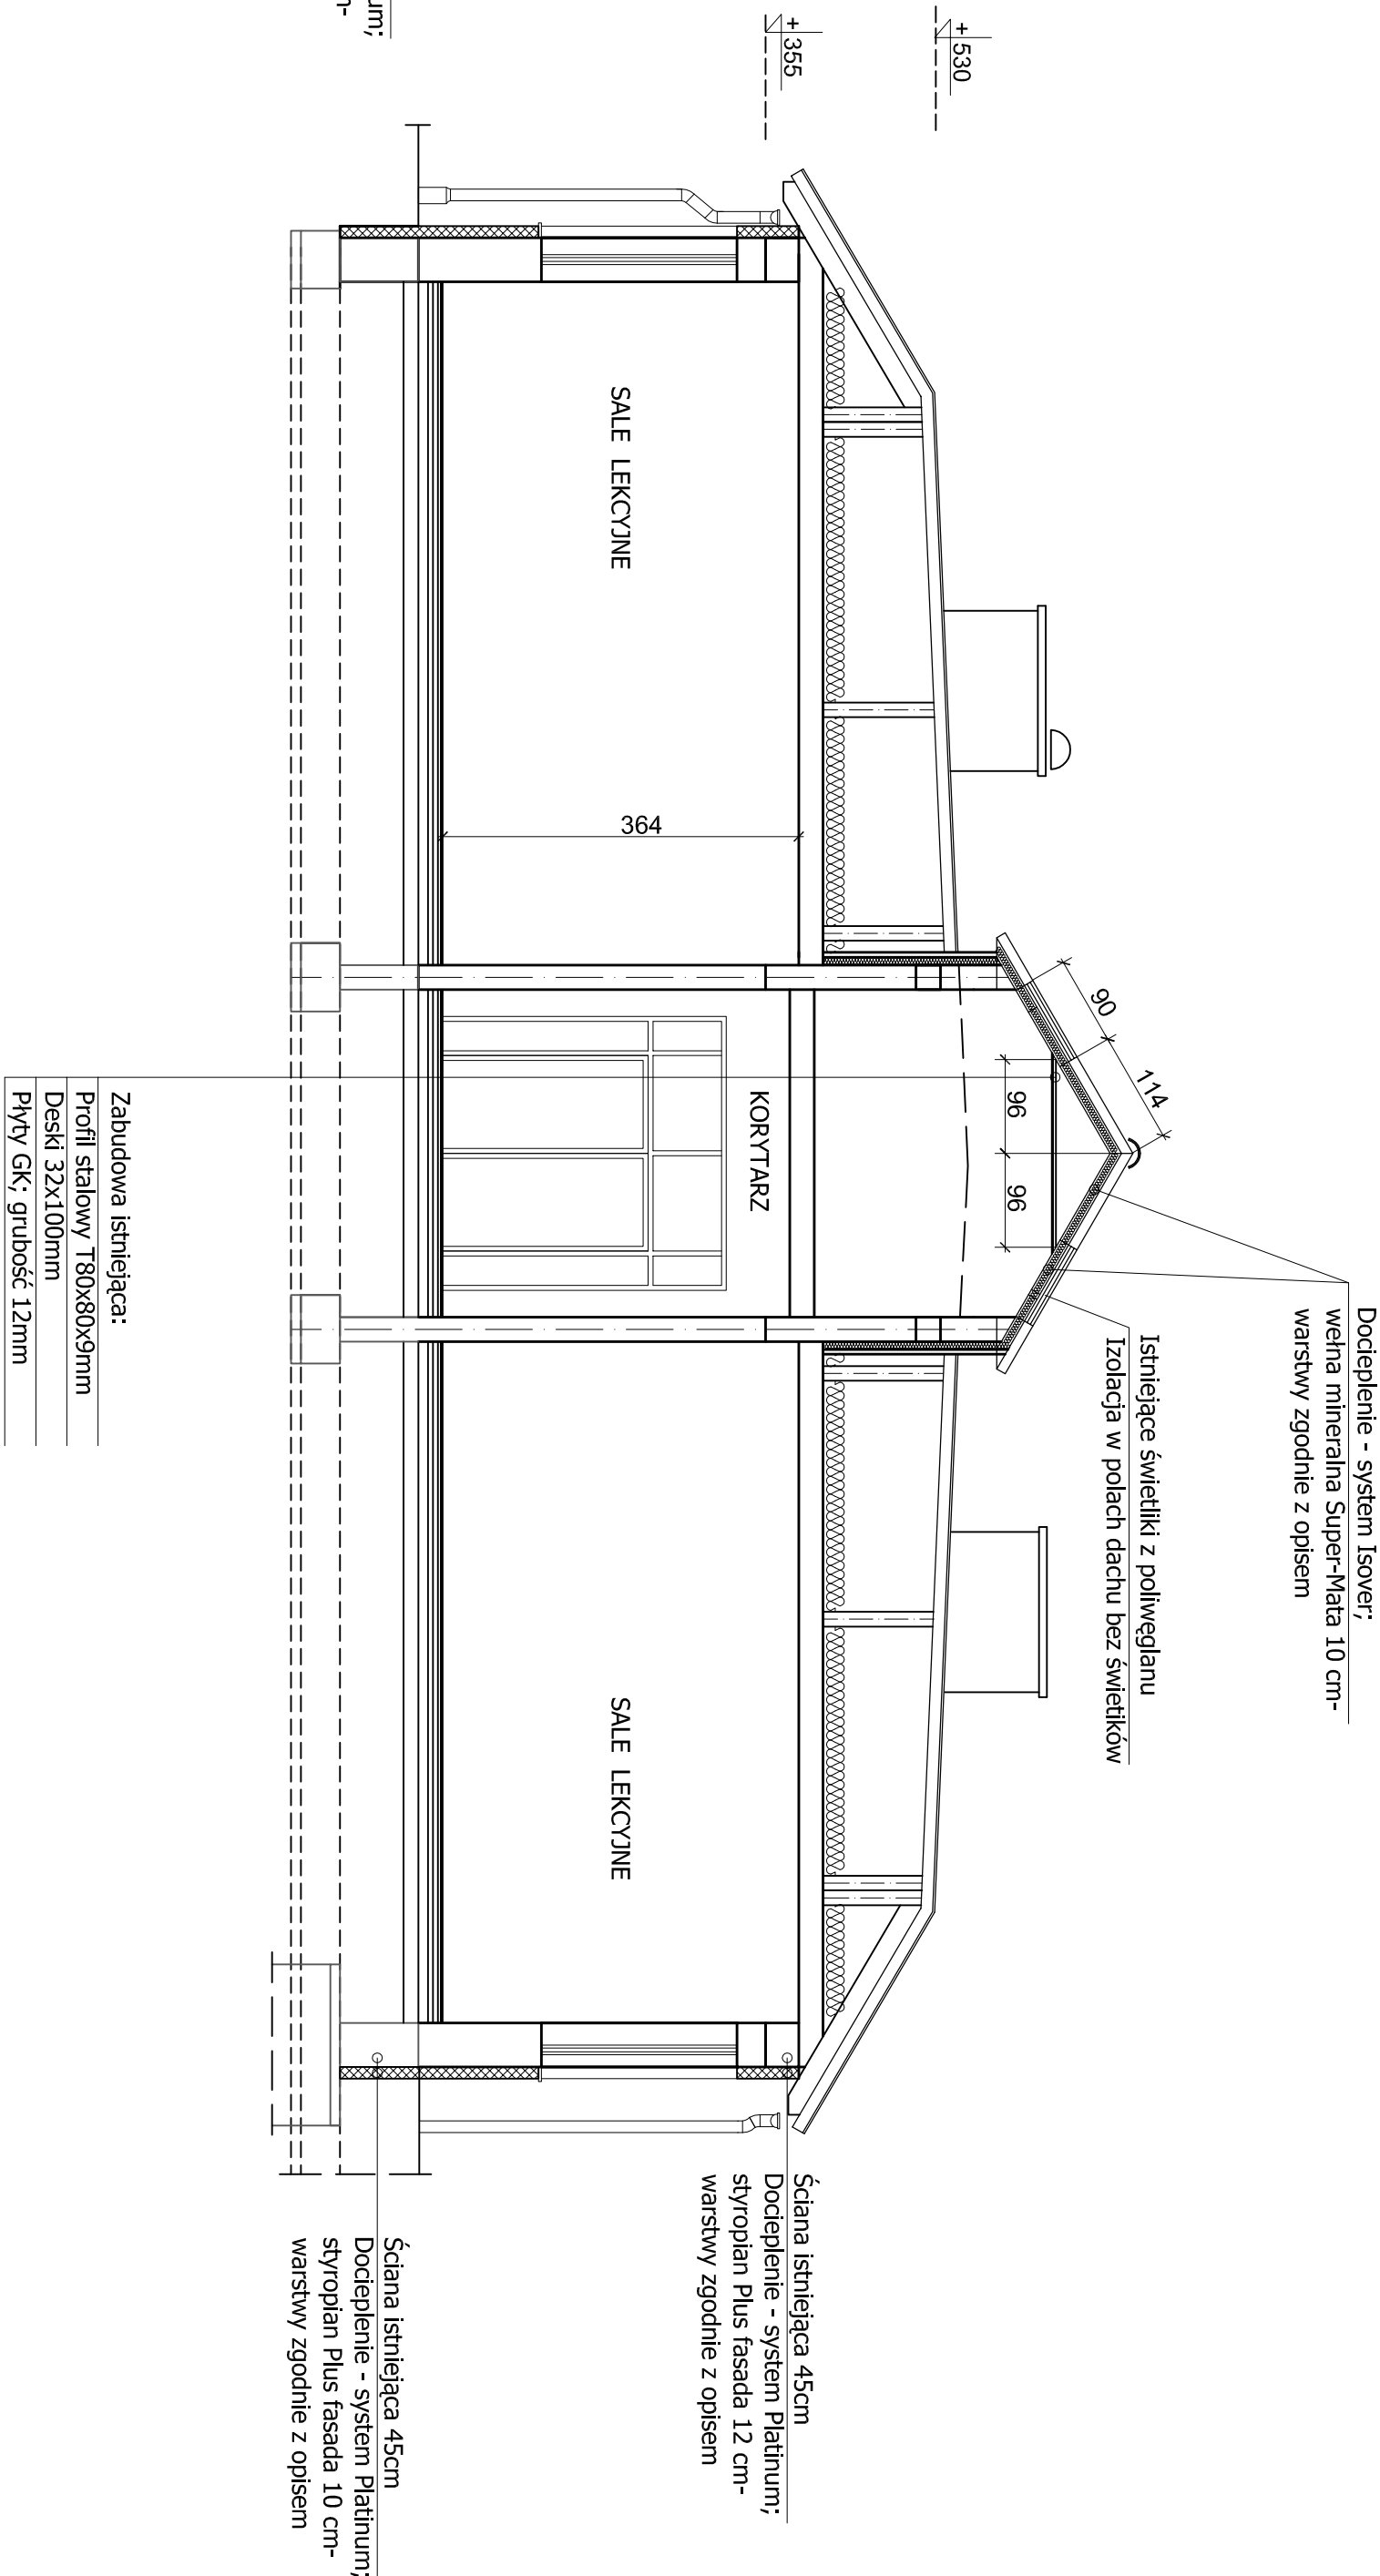 Docieplenie - system Isover;
wełna mineralna Super-Mata 10 cm-
warstwy zgodnie z opisem
Istniejące świetliki z poliwęglanu
Izolacja w polach dachu bez świetików
90
114
96
96
+ 530
+ 355
SALE LEKCYJNE
364
KORYTARZ
SALE LEKCYJNE
Ściana istniejąca 45cm
Docieplenie - system Platinum;
styropian Plus fasada 12 cm-
warstwy zgodnie z opisem
Ściana istniejąca 45cm
Docieplenie - system Platinum;
styropian Plus fasada 10 cm-
warstwy zgodnie z opisem
Zabudowa istniejąca:
Profil stalowy T80x80x9mm
Deski 32x100mm
Płyty GK; grubość 12mm